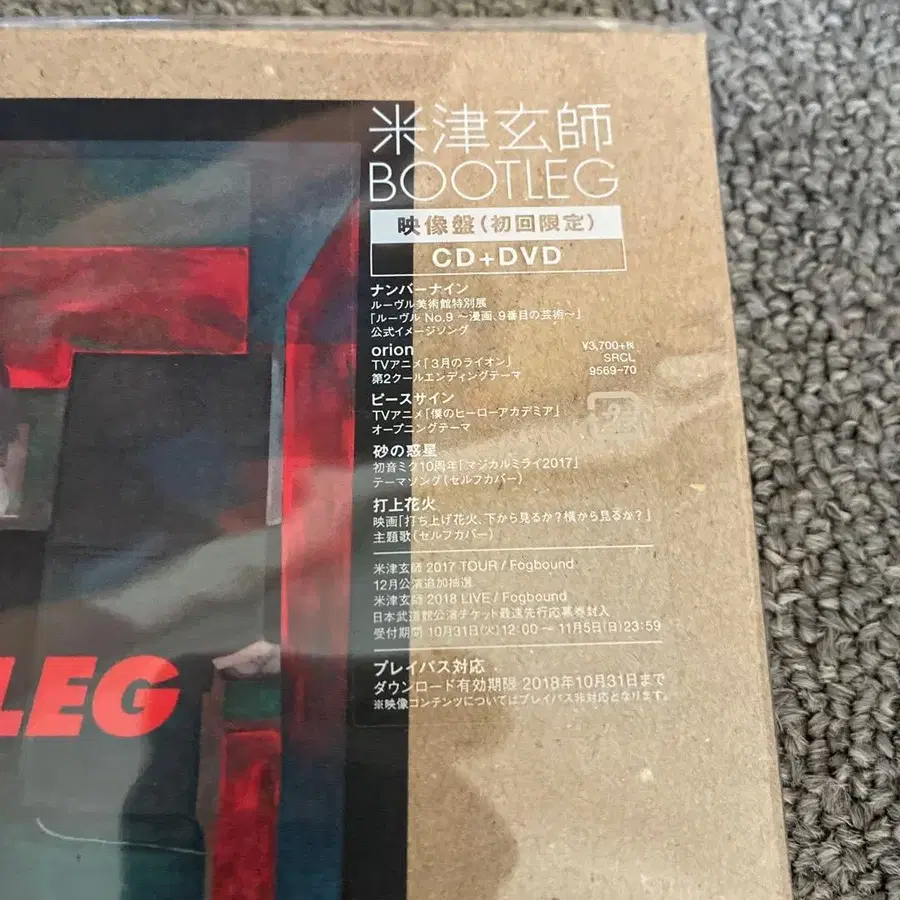 米津玄師
BOOTLEG
映像盤(初回限定)
CD+DVD
ナンバーナイン
ルーヴル美術館特別展
「ルーヴル No.9 〜漫画、9番目の芸術〜」
公式イメージソング
orion
TVアニメ「3月のライオン」
第2クールエンディングテーマ
¥3,700+税
SRCL
9569-70
ピースサイン
TVアニメ「僕のヒーローアカデミア」
オープニングテーマ
砂の惑星
初音ミク10周年「マジカルミライ2017」
テーマソング(セルフカバー)
打上花火
映画「打ち上げ花火、下から見るか?横から見るか?」
主題歌(セルフカバー)
米津玄師 2017 TOUR / Fogbound
12月公演追加抽選
米津玄師 2018 LIVE / Fogbound
日本武道館公演チケット最速先行応募券封入
受付期間 10月31日(火)12:00 〜 11月5日(日)23:59
プレイパス対応
ダウンロード有効期限 2018年10月31日まで
※映像コンテンツについてはプレイパス非対応となります。
LEG